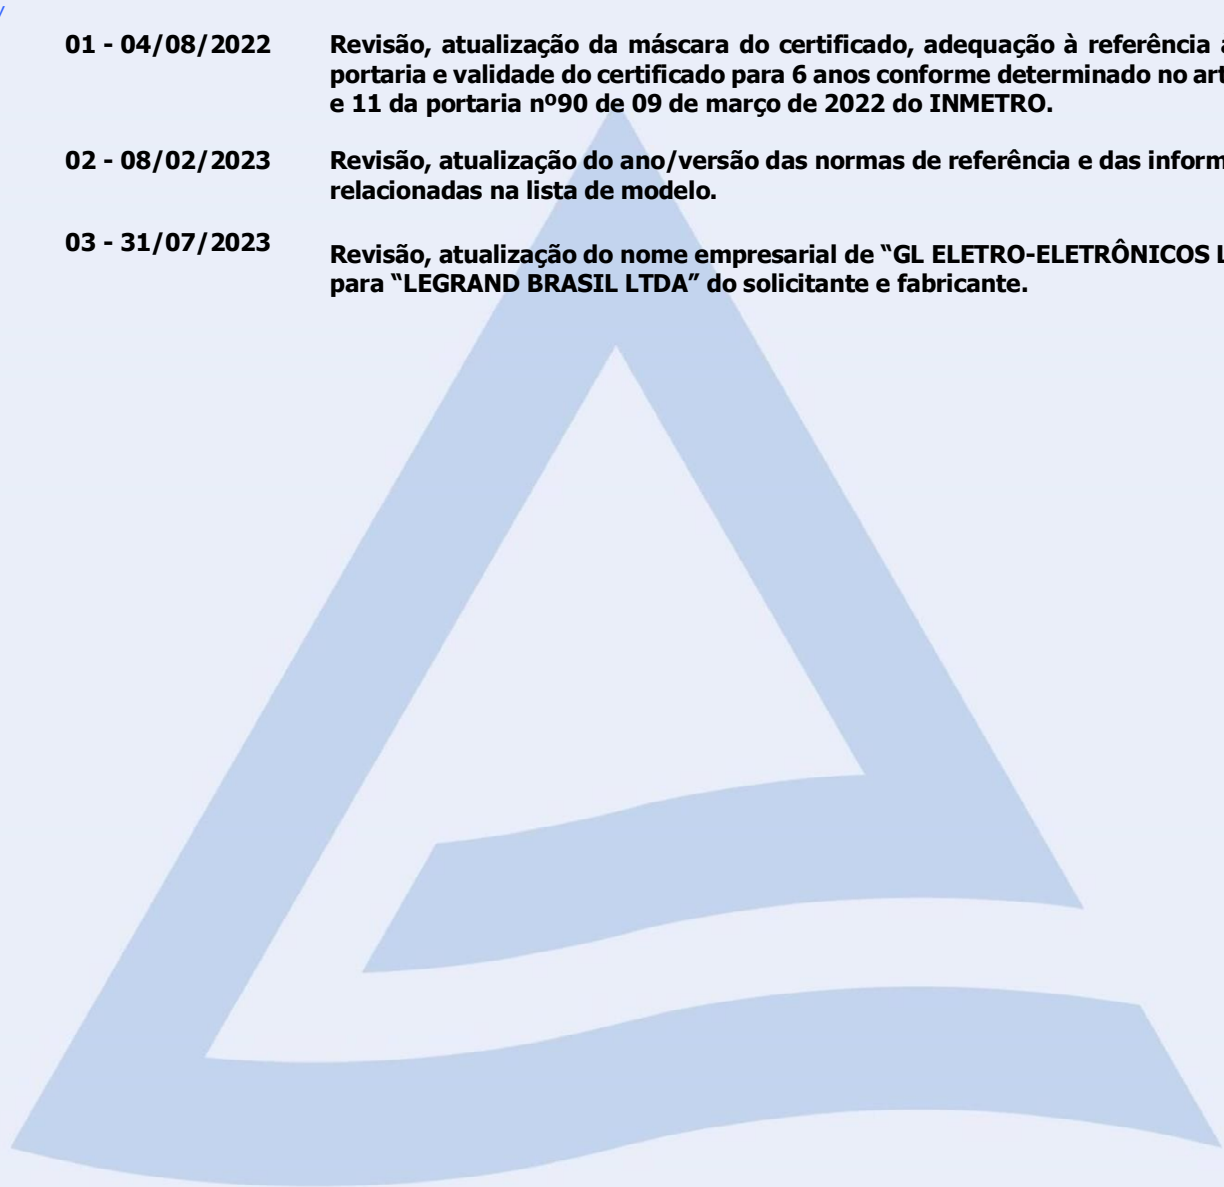 01 - 04/08/2022 Revisão, atualização da máscara do certificado, adequação à referência
portaria e validade do certificado para 6 anos conforme determinado no
e 11 da portaria nº90 de 09 de março de 2022 do INMETRO.
02 - 08/02/2023 Revisão, atualização do ano/versão das normas de referência e das
relacionadas na lista de modelo.
03 - 31/07/2023 Revisão, atualização do nome empresarial de “GL ELETRO-ELETRÔNICOS
para “LEGRAND BRASIL LTDA” do solicitante e fabricante.